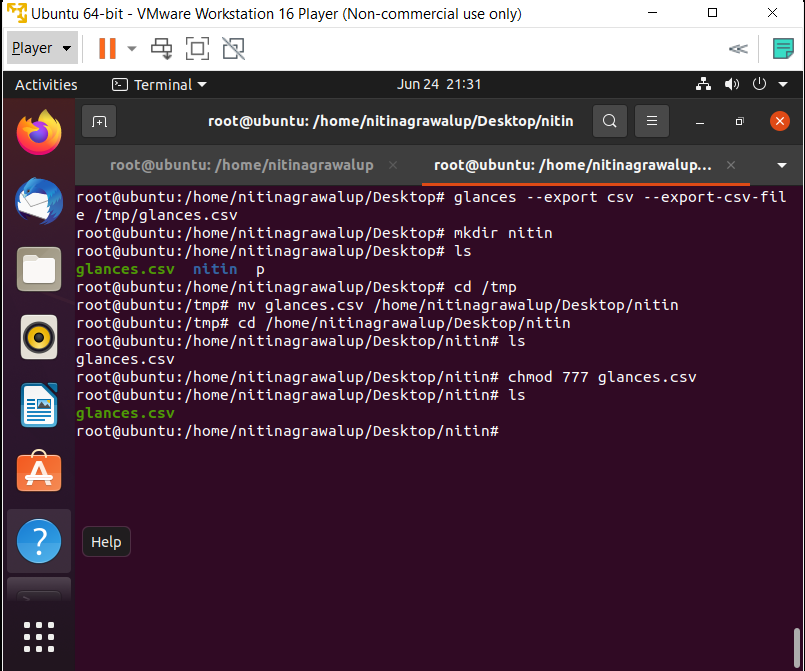 Ubuntu 64-bit - VMware Workstation 16 Player (Non-commercial use only)
Player
Activities
Terminal
Jun 24 21:31
root@ubuntu: /home/nitinagrawalup/Desktop/nitin
root@ubuntu: /home/nitinagrawalup
root@ubuntu: /home/nitinagrawalup...
root@ubuntu:/home/nitinagrawalup/Desktop# glances --export csv --export-csv-fil
e /tmp/glances.csv
root@ubuntu:/home/nitinagrawalup/Desktop# mkdir nitin
root@ubuntu:/home/nitinagrawalup/Desktop# ls
glances.csv nitin p
root@ubuntu:/home/nitinagrawalup/Desktop# cd /tmp
root@ubuntu:/tmp# mv glances.csv /home/nitinagrawalup/Desktop/nitin
root@ubuntu:/tmp# cd /home/nitinagrawalup/Desktop/nitin
root@ubuntu:/home/nitinagrawalup/Desktop/nitin# ls
glances.csv
root@ubuntu:/home/nitinagrawalup/Desktop/nitin# chmod 777 glances.csv
root@ubuntu:/home/nitinagrawalup/Desktop/nitin# ls
glances.csv
root@ubuntu:/home/nitinagrawalup/Desktop/nitin#
Help